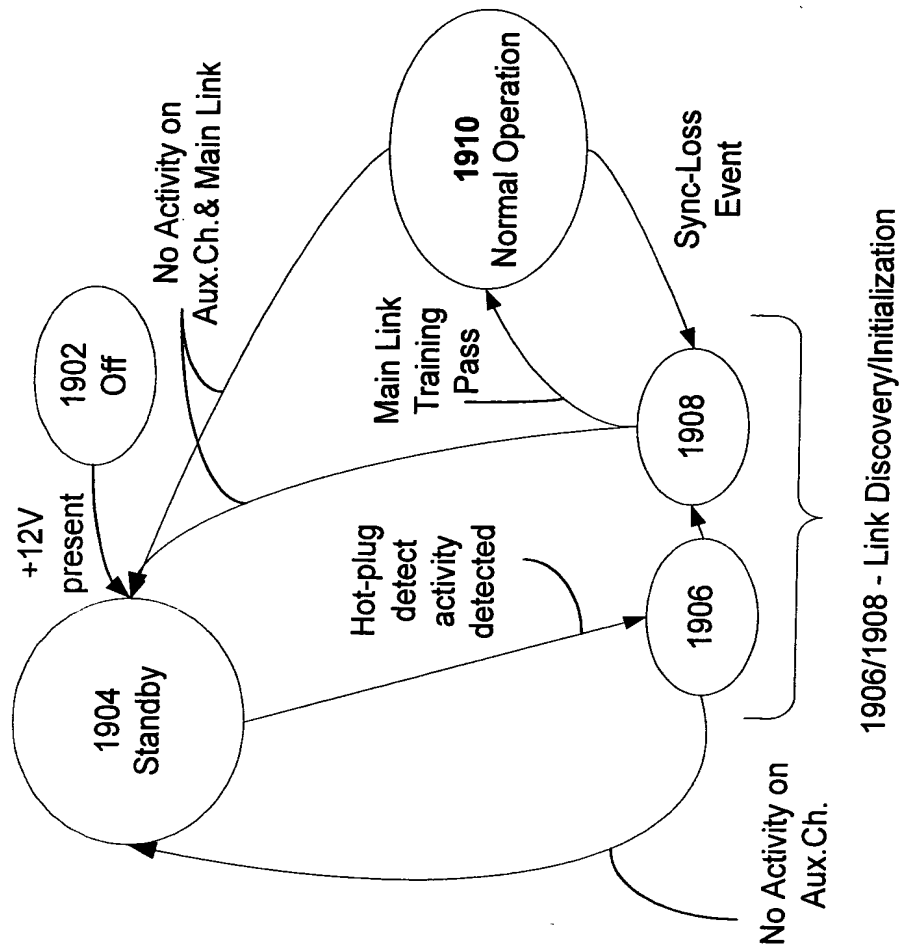 1902
Off
+12V
present
No Activity on
Aux.Ch.& Main Link
1904
Standby
Hot-plug
detect
activity
detected
Main Link
Training
Pass
1910
Normal Operation
Sync-Loss
Event
1906
1908
No Activity on
Aux.Ch.
1906/1908 - Link Discovery/Initialization